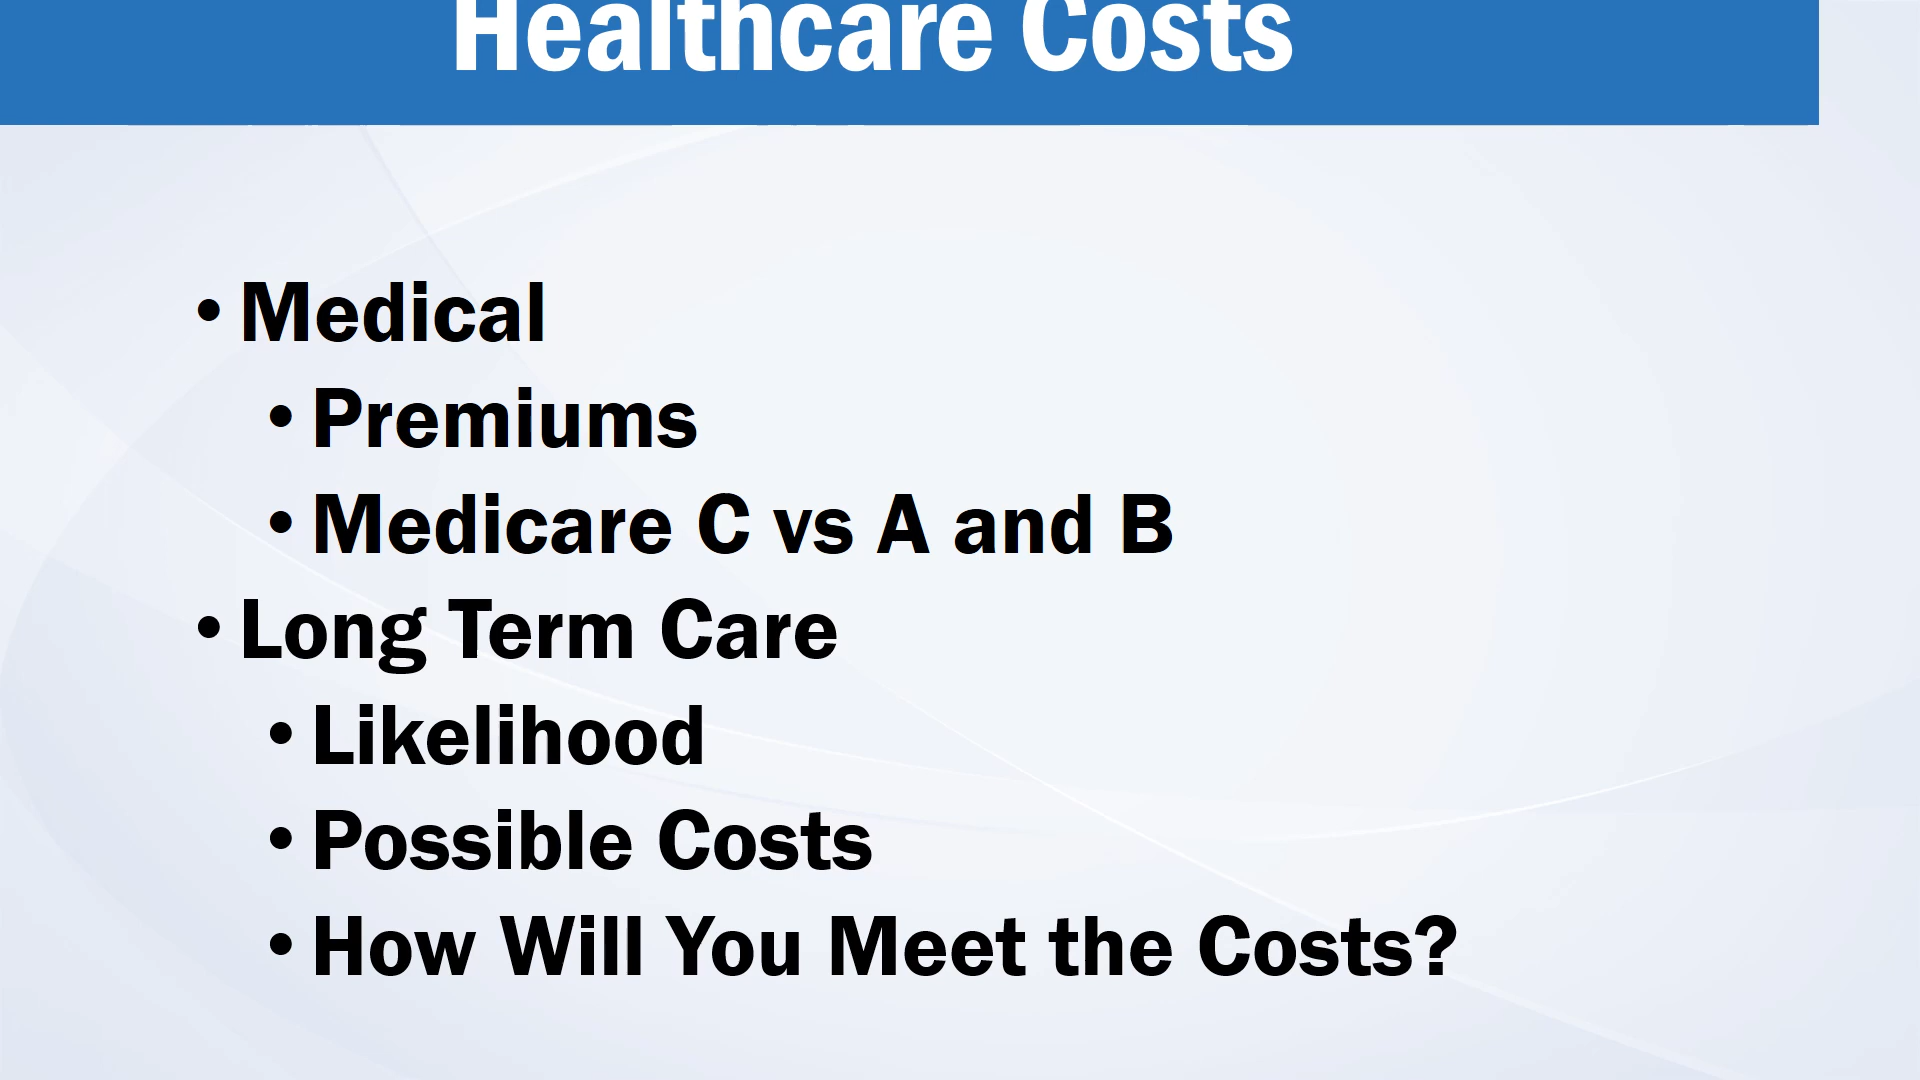 Healthcare Costs
• Medical
• Premiums
• Medicare C vs A and B
• Long Term Care
• Likelihood
• Possible Costs
• How Will You Meet the Costs?